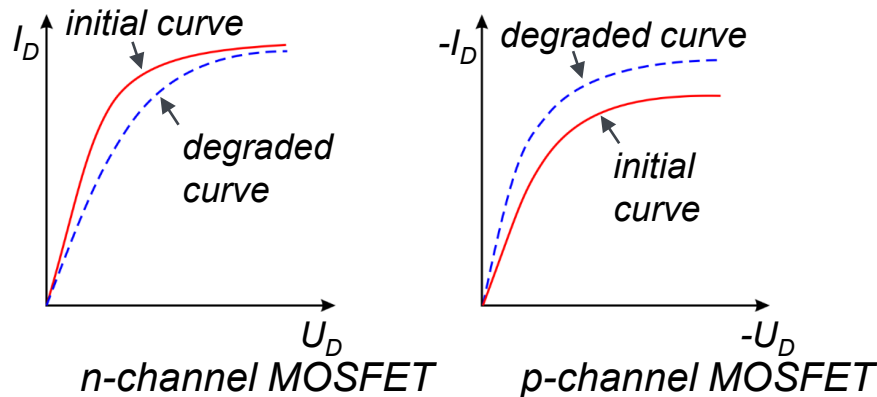 I_D
initial curve
degraded
curve
U_D
n-channel MOSFET
-I_D
degraded curve
initial
curve
-U_D
p-channel MOSFET